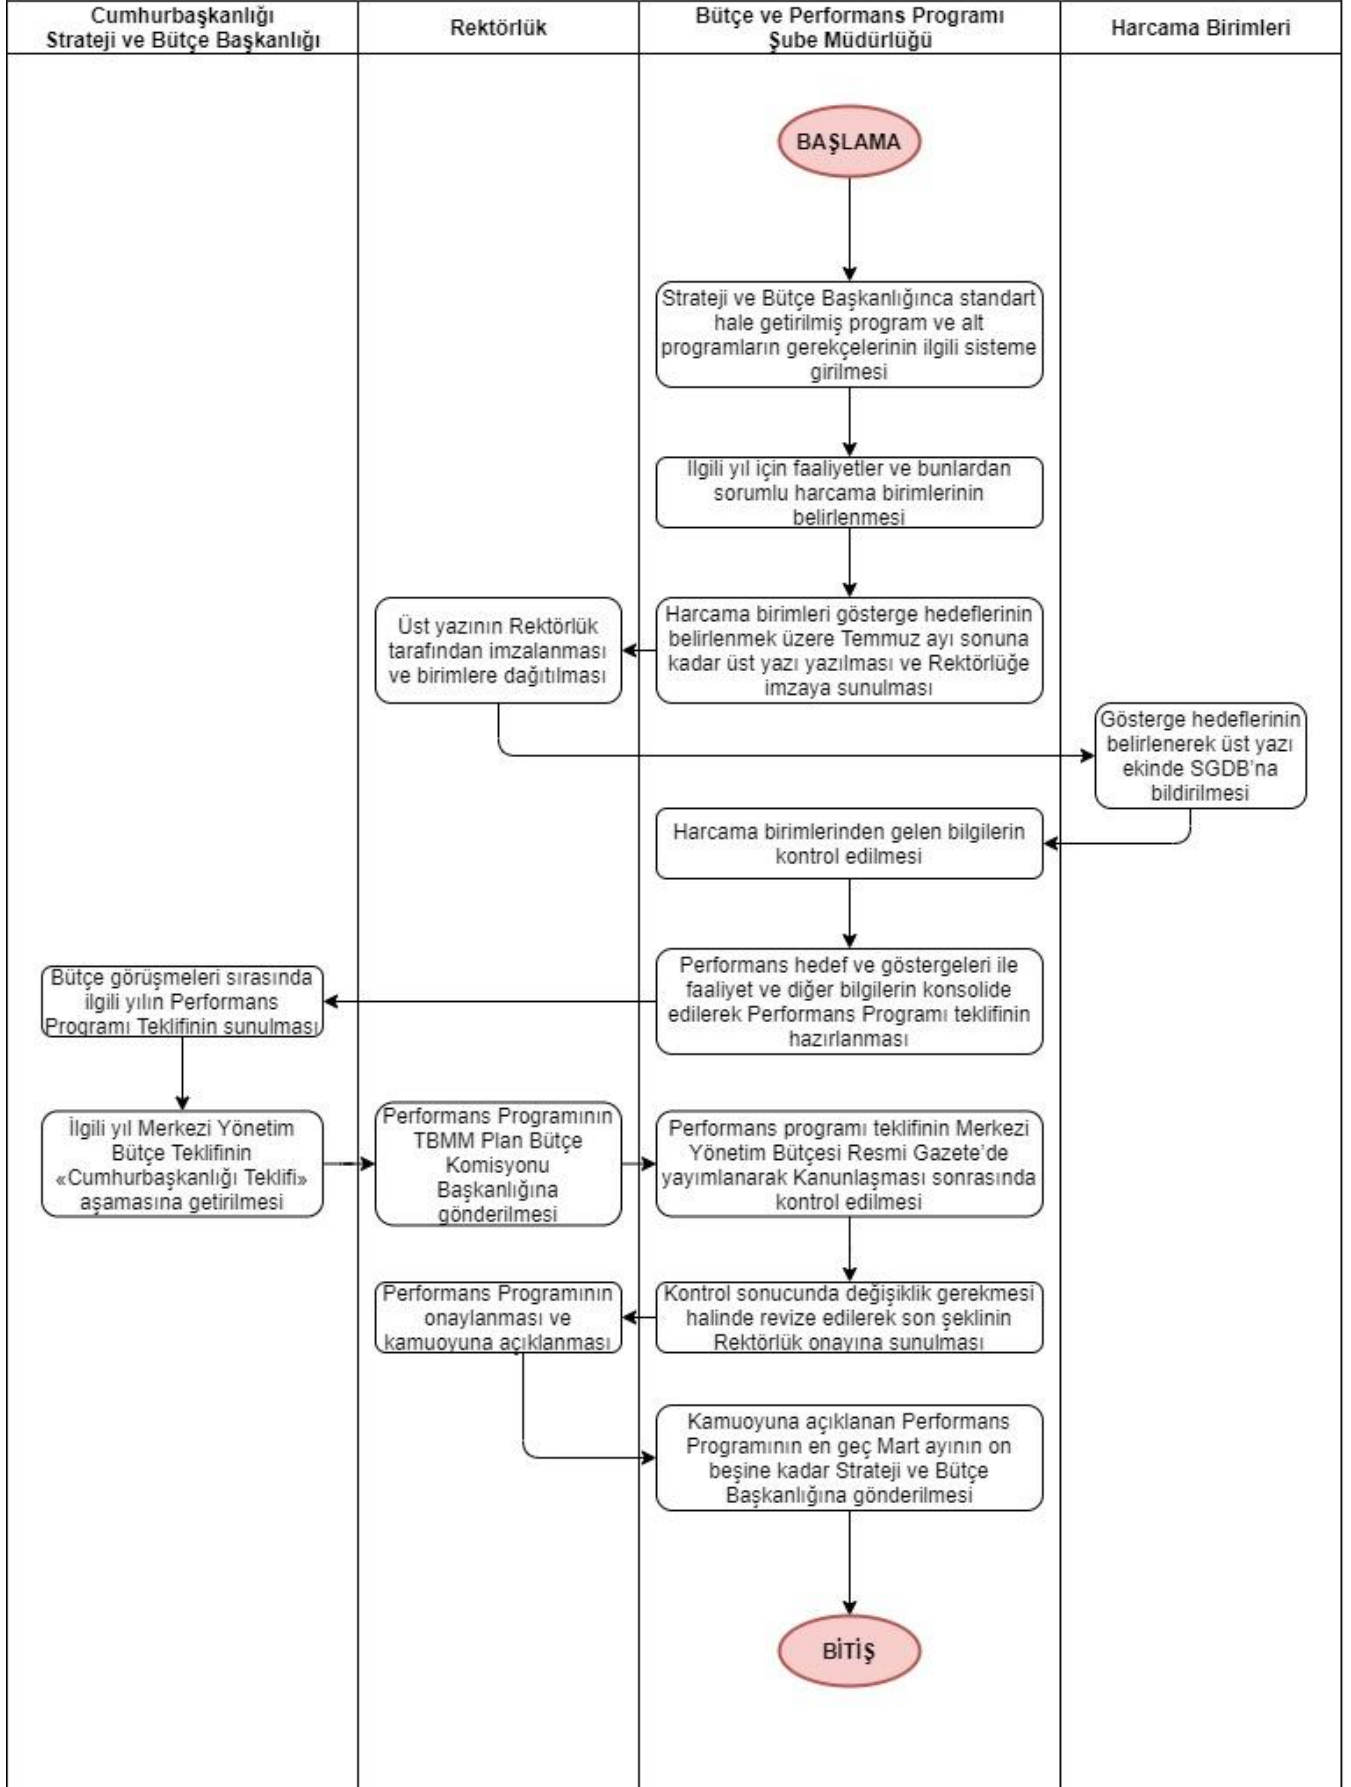 Cumhurbaşkanlığı
Strateji ve Bütçe Başkanlığı
Rektörlük
Bütçe ve Performans Programı
Şube Müdürlüğü
Harcama Birimleri
BAŞLAMA
Strateji ve Bütçe Başkanlığınca standart
hale getirilmiş program ve alt
programların gerekçelerinin ilgili sisteme
girilmesi
İlgili yıl için faaliyetler ve bunlardan
sorumlu harcama birimlerinin
belirlenmesi
Harcama birimleri gösterge hedeflerinin
belirlenmek üzere Temmuz ayı sonuna
kadar üst yazı yazılması ve Rektörlüğe
imzaya sunulması
Üst yazının Rektörlük
tarafından imzalanması
ve birimlere dağıtılması
Gösterge hedeflerinin
belirlenerek üst yazı
ekinde SGDB'na
bildirilmesi
Harcama birimlerinden gelen bilgilerin
kontrol edilmesi
Performans hedef ve göstergeleri ile
faaliyet ve diğer bilgilerin konsolide
edilerek Performans Programı teklifinin
hazırlanması
Bütçe görüşmeleri sırasında
ilgili yılın Performans
Programı Teklifinin sunulması
İlgili yıl Merkezi Yönetim
Bütçe Teklifinin
«Cumhurbaşkanlığı Teklifi»
aşamasına getirilmesi
Performans Programının
TBMM Plan Bütçe
Komisyonu
Başkanlığına
gönderilmesi
Performans programı teklifinin Merkezi
Yönetim Bütçesi Resmi Gazete'de
yayımlanarak Kanunlaşması sonrasında
kontrol edilmesi
Kontrol sonucunda değişiklik gerekmesi
halinde revize edilerek son şeklinin
Rektörlük onayına sunulması
Performans Programının
onaylanması ve
kamuoyuna açıklanması
Kamuoyuna açıklanan Performans
Programının en geç Mart ayının on
beşine kadar Strateji ve Bütçe
Başkanlığına gönderilmesi
BİTİŞ